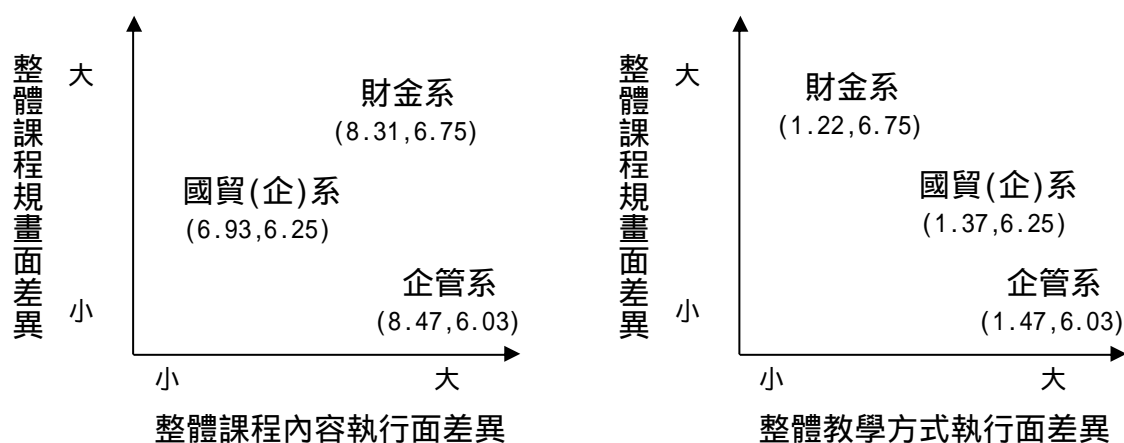 整體課程規畫面差異
大
小
財金系
(8.31,6.75)
國貿(企)系
(6.93,6.25)
企管系
(8.47,6.03)
小
大
整體課程內容執行面差異
整體課程規畫面差異
大
小
財金系
(1.22,6.75)
國貿(企)系
(1.37,6.25)
企管系
(1.47,6.03)
小
大
整體教學方式執行面差異